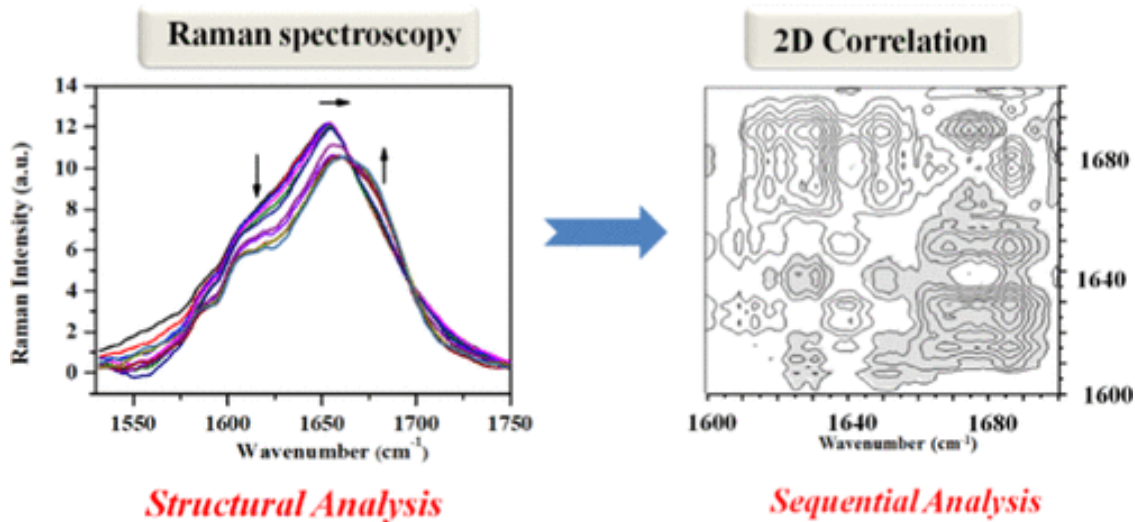 Raman spectroscopy
2D Correlation
Raman Intensity (a.u.)
14
12
10
8
6
4
2
0
1550 1600 1650 1700 1750
Wavenumber (cm⁻¹)
1680
1640
1600
1600 1640 1680
Wavenumber (cm⁻¹)
Structural Analysis
Sequential Analysis